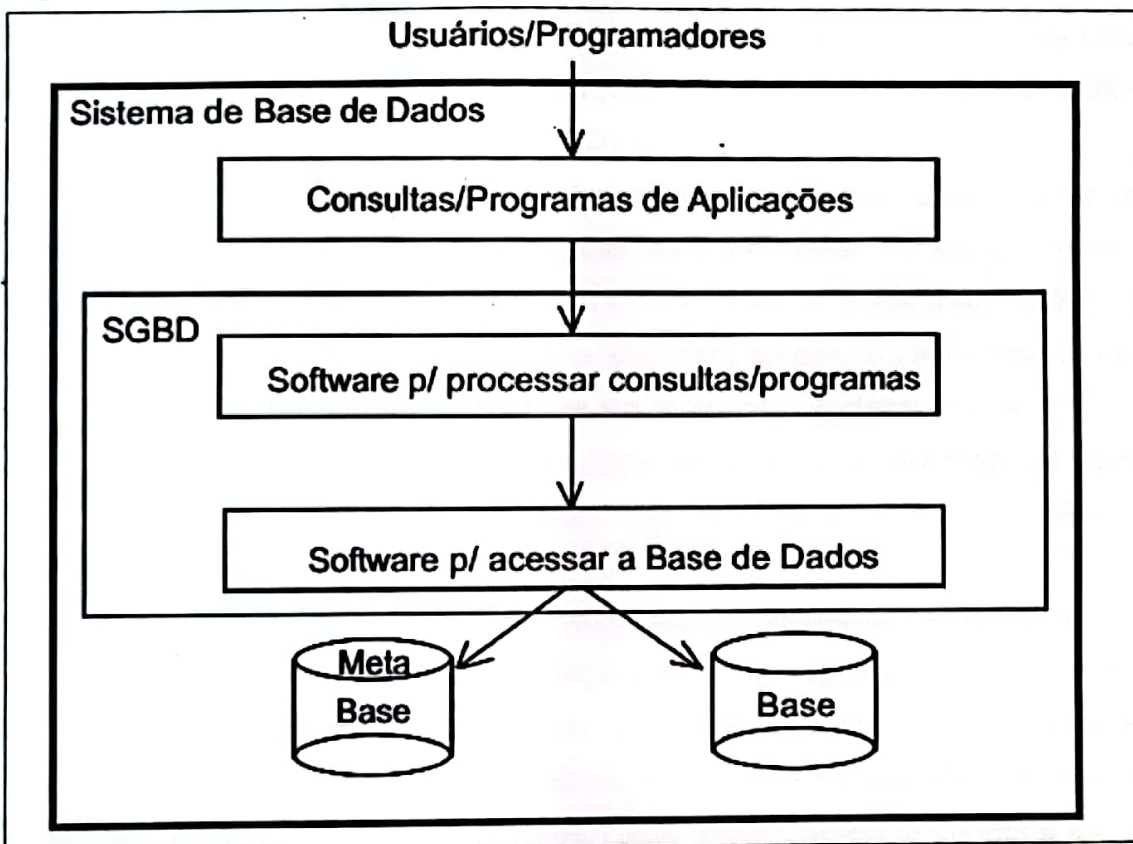 Usuários/Programadores
Sistema de Base de Dados
Consultas/Programas de Aplicações
SGBD
Software p/ processar consultas/programas
Software p/ acessar a Base de Dados
Meta
Base
Base